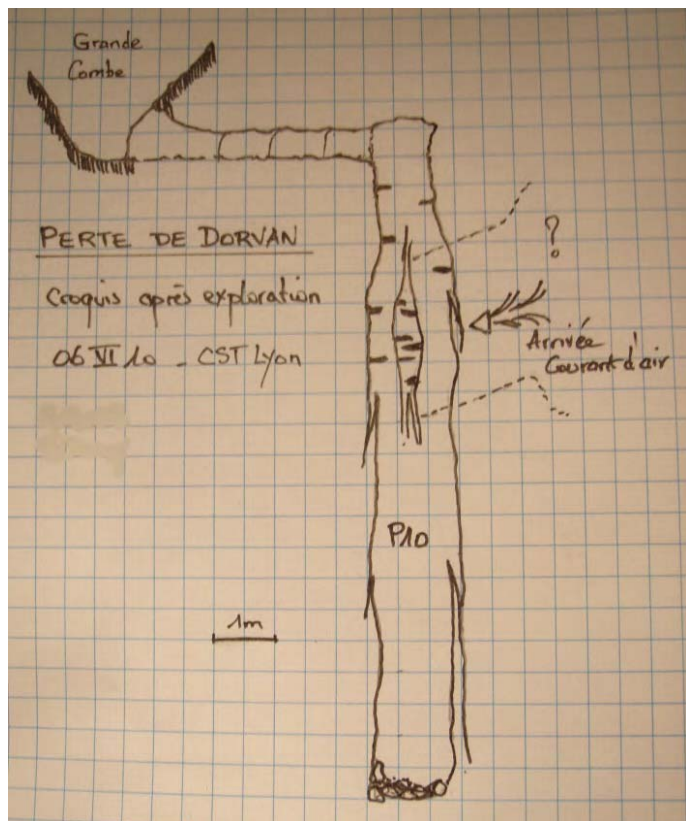 Grande
Combe
PERTE DE DORVAN
Croquis après exploration
06 VI 10 - CST Lyon
?
Arrivée
Courant d'air
P10
1m